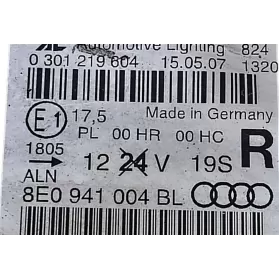 AL Automotive Lighting 824
0 301 219 604 15.05.07 1320
E1 17,5 Made in Germany
PL 00 HR 00 HC
1805 R
→ 12 24 V 19S
ALN
8E0 941 004 BL